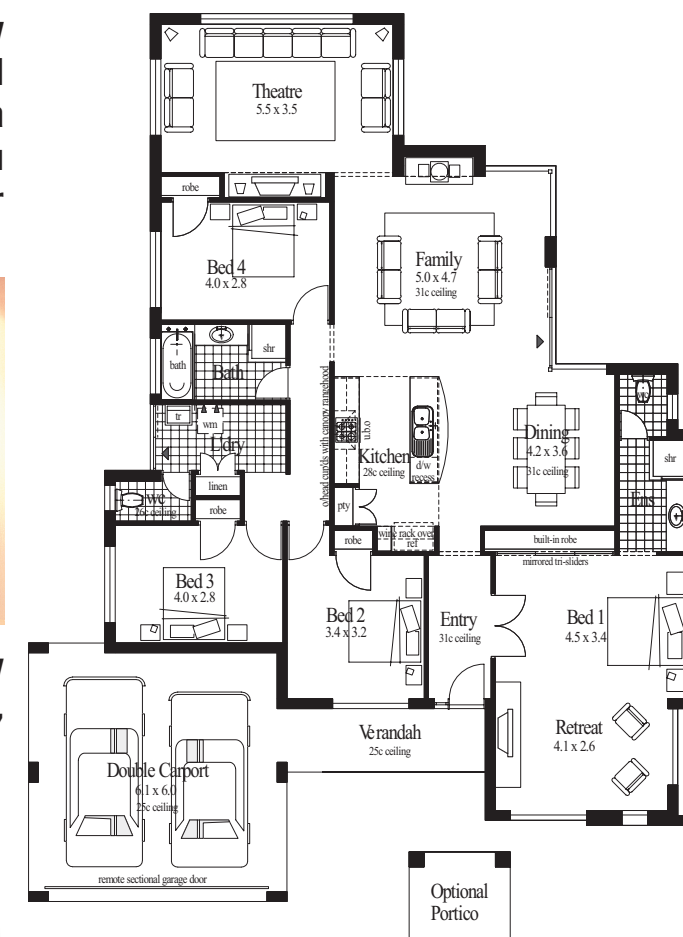 Theatre
5.5 x 3.5
robe
Bed 4
4.0 x 2.8
Family
5.0 x 4.7
31c ceiling
shr
bath
Bath
tr
wm
L'dry
o/head cup'ds with canopy rangehood
u.b.o
Kitchen
28c ceiling
d/w
recess
Dining
4.2 x 3.6
31c ceiling
wc
shr
Ens
linen
wc
26c ceiling
robe
pty
wine rack over
ref
robe
built-in robe
mirrored tri-sliders
Bed 3
4.0 x 2.8
Bed 2
3.4 x 3.2
Entry
31c ceiling
Bed 1
4.5 x 3.4
Verandah
25c ceiling
Retreat
4.1 x 2.6
Double Carport
6.1 x 6.0
25c ceiling
remote sectional garage door
Optional
Portico